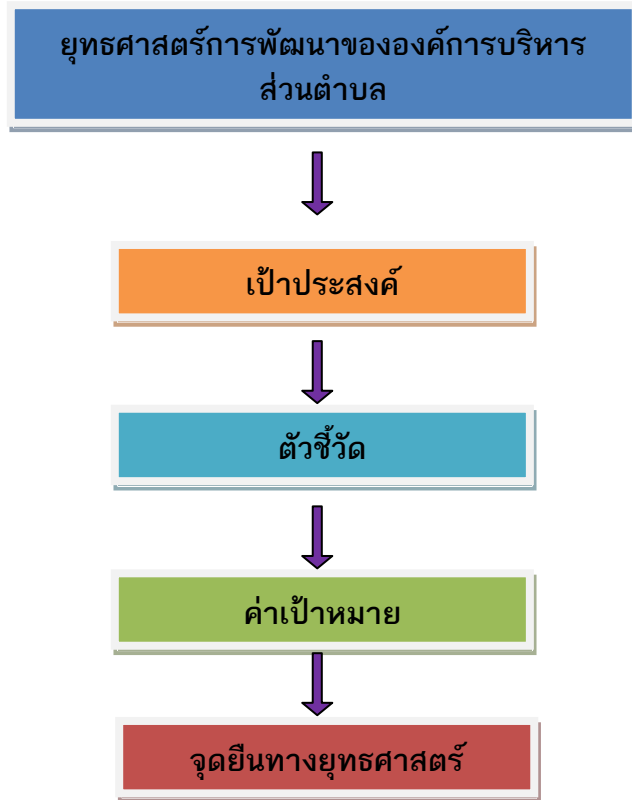 ยุทธศาสตร์การพัฒนาขององค์การบริหาร
ส่วนตำบล
เป้าประสงค์
ตัวชี้วัด
ค่าเป้าหมาย
จุดยืนทางยุทธศาสตร์